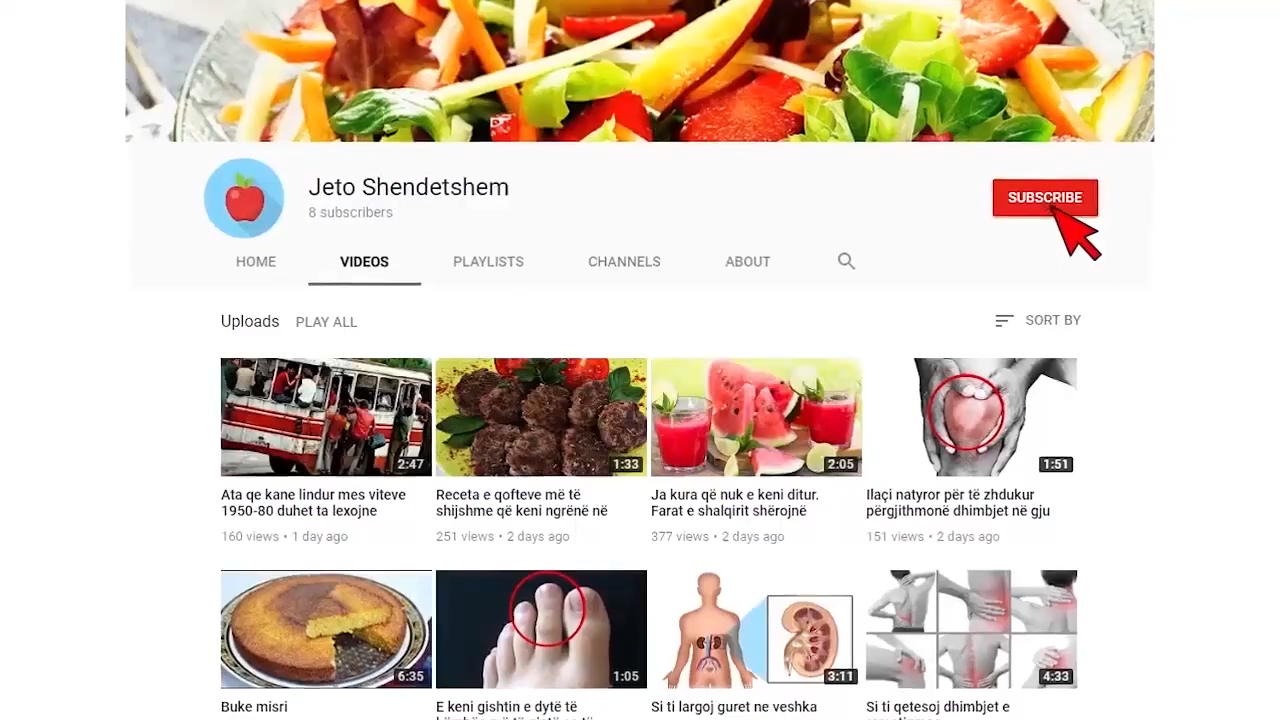 Jeto Shendetshem
8 subscribers
SUBSCRIBE
HOME VIDEOS PLAYLISTS CHANNELS ABOUT
Uploads PLAY ALL SORT BY
2:47 1:33 2:05 1:51
Ata qe kane lindur mes viteve
1950-80 duhet ta lexojne
160 views • 1 day ago
Receta e qofteve më të
shijshme që keni ngrënë në
251 views • 2 days ago
Ja kura që nuk e keni ditur.
Farat e shalqirit shërojnë
377 views • 2 days ago
Ilaçi natyror për të zhdukur
përgjithmonë dhimbjet në gju
151 views • 2 days ago
6:35 1:05 3:11 4:33
Buke misri
E keni gishtin e dytë të
Si ti largoj guret ne veshka
Si ti qetesoj dhimbjet e